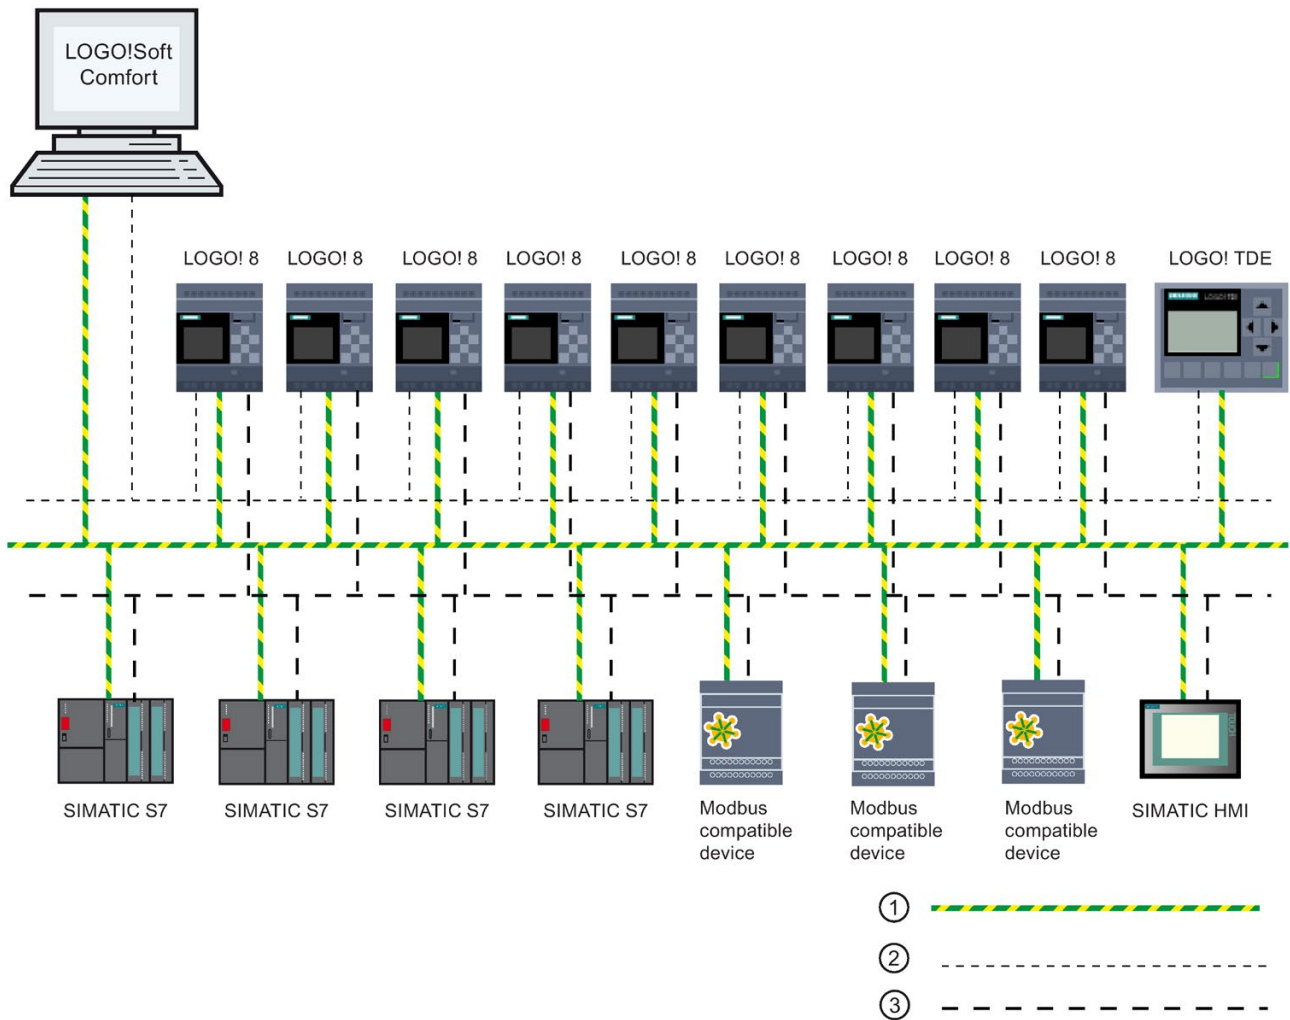 LOGO!Soft
Comfort
LOGO! 8
LOGO! 8
LOGO! 8
LOGO! 8
LOGO! 8
LOGO! 8
LOGO! 8
LOGO! 8
LOGO! 8
LOGO! TDE
SIMATIC S7
SIMATIC S7
SIMATIC S7
SIMATIC S7
Modbus
compatible
device
Modbus
compatible
device
Modbus
compatible
device
SIMATIC HMI
1
2
3